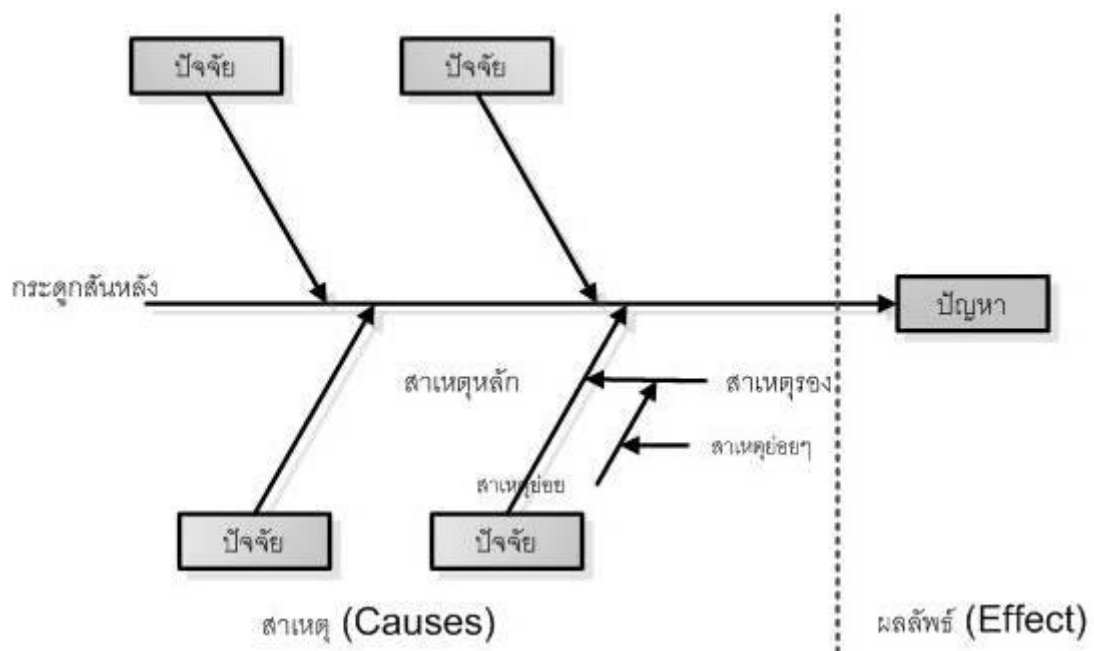 ปัจจัย
ปัจจัย
กระดูกสันหลัง
ปัญหา
สาเหตุหลัก
สาเหตุรอง
สาเหตุย่อยๆ
สาเหตุย่อย
ปัจจัย
ปัจจัย
สาเหตุ (Causes)
ผลลัพธ์ (Effect)